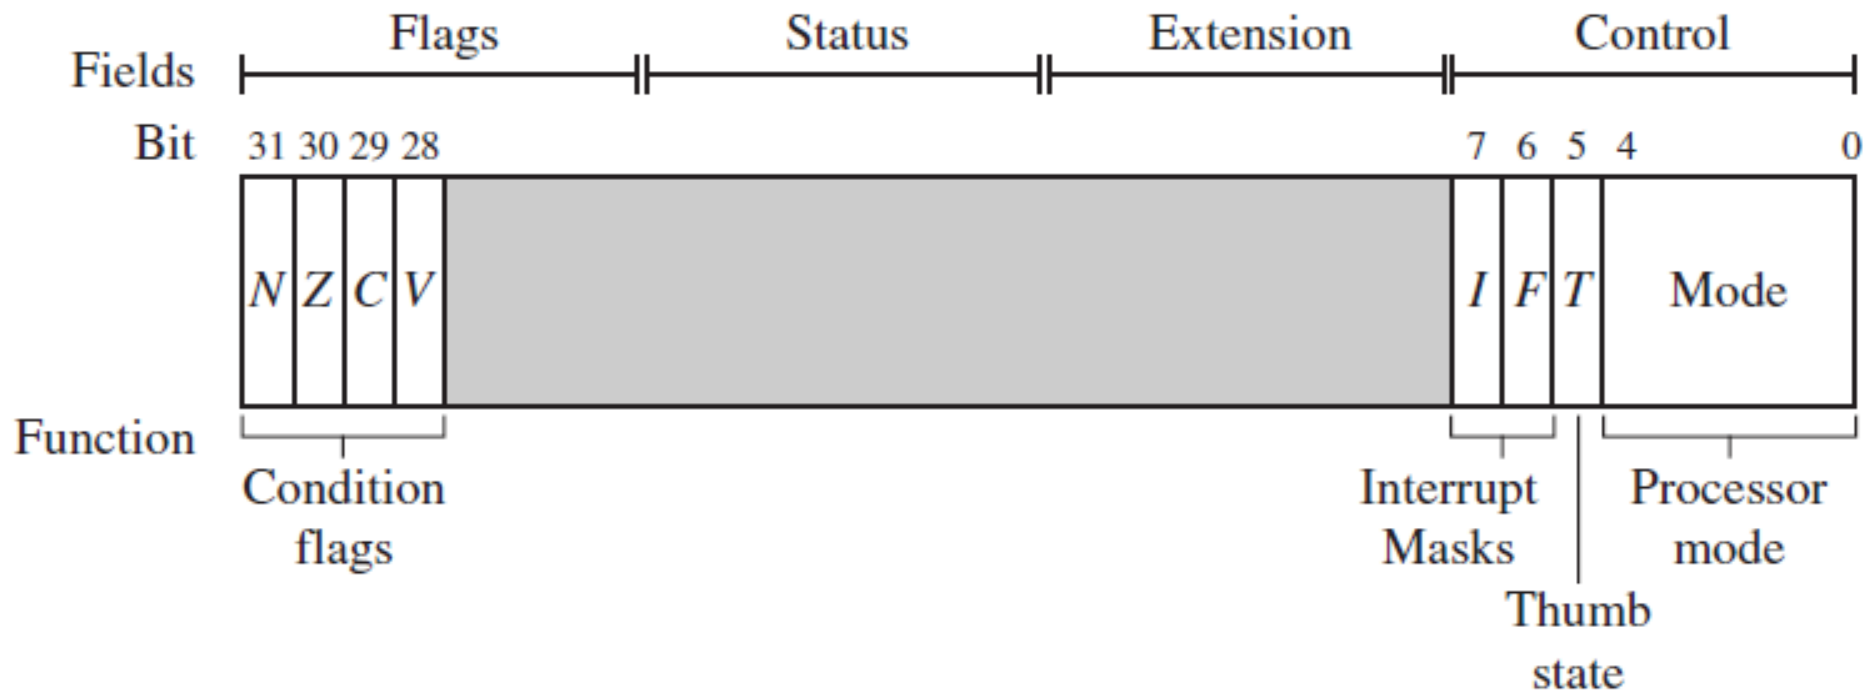 Flags Status Extension Control
Fields
Bit 31 30 29 28 7 6 5 4 0
N Z C V I F T Mode
Function
Condition flags
Interrupt Masks
Processor mode
Thumb state